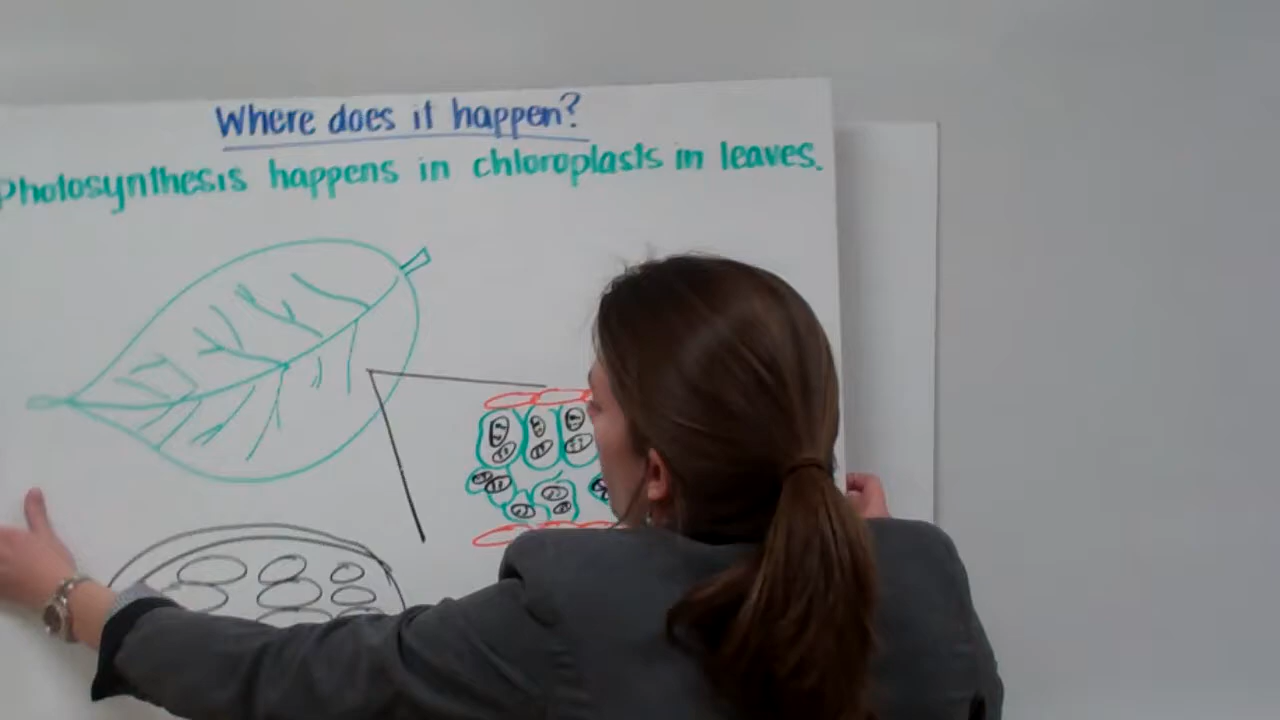 Where does it happen?
Photosynthesis happens in chloroplasts in leaves.